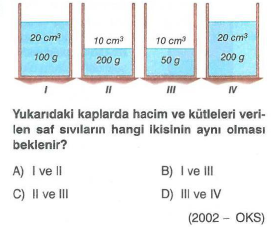 20 cm³ 10 cm³ 10 cm³ 20 cm³
100 g 200 g 50 g 200 g
I II III IV
Yukarıdaki kaplarda hacim ve kütleleri veri-
len saf sıvıların hangi ikisinin aynı olması
beklenir?
A) I ve II B) I ve III
C) II ve III D) III ve IV
(2002 – OKS)